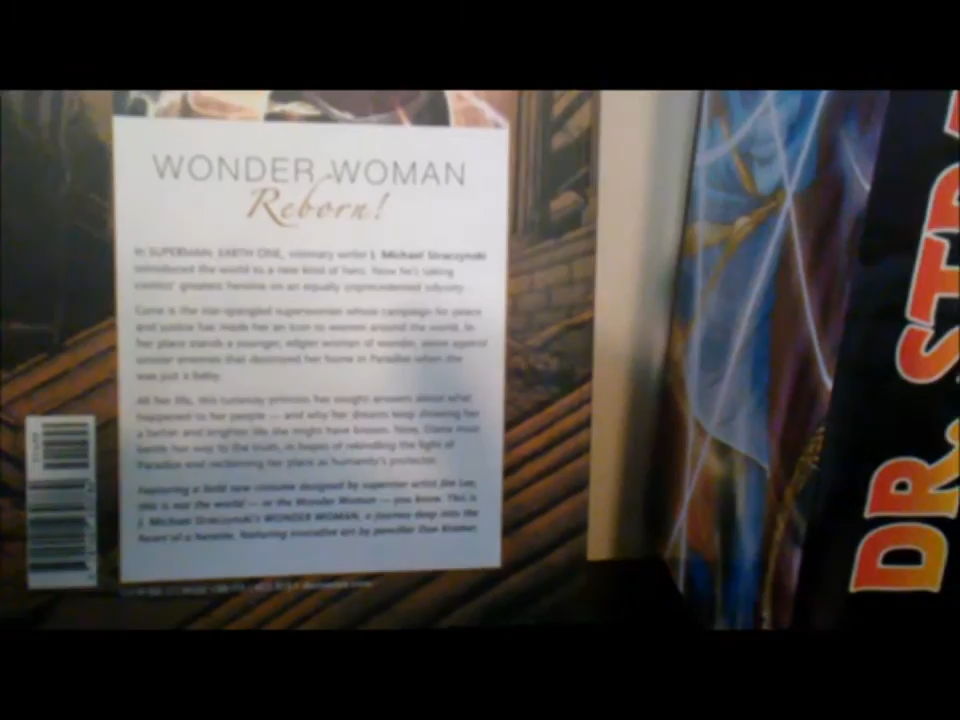 WONDER WOMAN
Reborn!
In SUPERMAN: EARTH ONE, visionary writer J. Michael Straczynski
introduced the world to a new kind of hero. Now he's taking
comics' greatest heroine on an equally unprecedented odyssey.
Gone is the star-spangled superwoman whose campaign for peace
and justice has made her an icon to women around the world. In
her place stands a younger, edgier woman of wonder, alone against
enemies that destroyed her home in Paradise when she
was just a baby.
All her life, this runaway princess has sought answers about what
happened to her people — and why her dreams keep showing her
a better and brighter life she might have known. Now, Diana must
her way to the truth, in hopes of rekindling the light of
Paradise and reclaiming her place as humanity's protector.
Featuring a bold new costume designed by superstar artist Jim Lee,
this is not the world — or the Wonder Woman — you know. This is
J. Michael Straczynski's WONDER WOMAN, a journey deep into the
heart of a heroine, featuring evocative art by penciller Don Kramer.
DR. STR